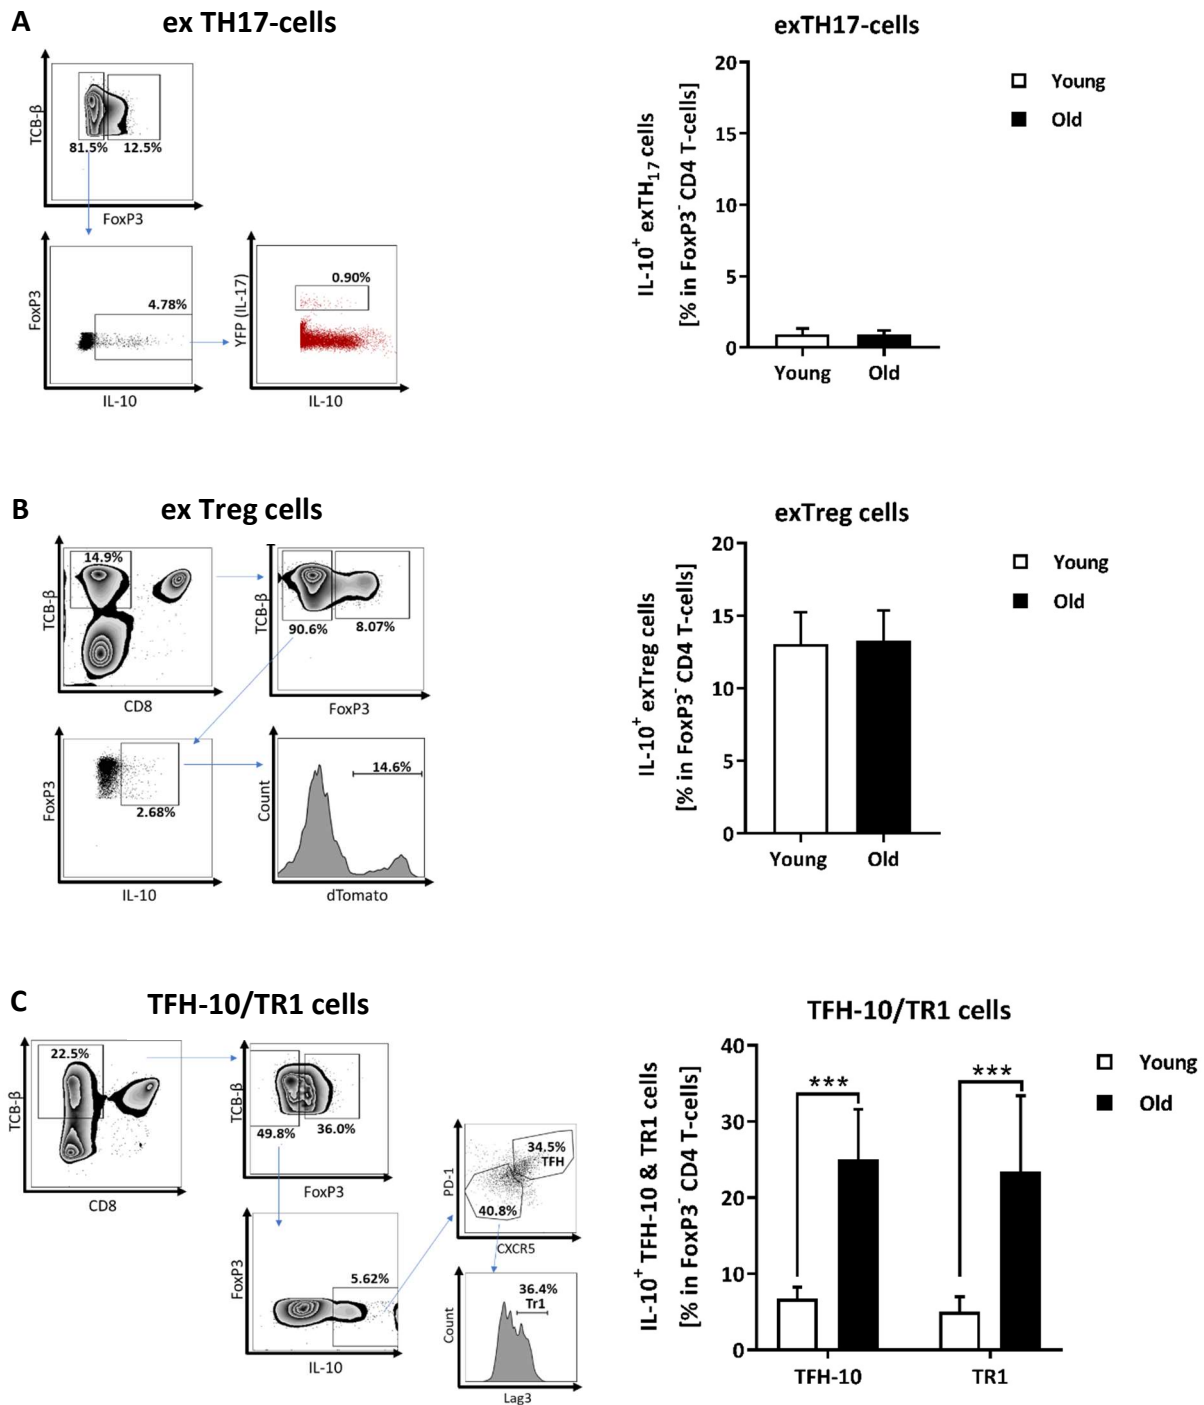 A
ex TH17-cells
TCB-β
81.5%
12.5%
FoxP3
FoxP3
4.78%
IL-10
YFP (IL-17)
0.90%
IL-10
exTH17-cells
IL-10+ exTH17 cells
[% in FoxP3- CD4 T-cells]
20
15
10
5
0
Young
Old
Young
Old
B
ex Treg cells
TCB-β
14.9%
CD8
TCB-β
90.6%
8.07%
FoxP3
FoxP3
2.68%
IL-10
Count
14.6%
dTomato
exTreg cells
IL-10+ exTreg cells
[% in FoxP3- CD4 T-cells]
20
15
10
5
0
Young
Old
Young
Old
C
TFH-10/TR1 cells
TCB-β
22.5%
CD8
TCB-β
49.8%
36.0%
FoxP3
FoxP3
5.62%
IL-10
PD-1
34.5%
TFH
40.8%
CXCR5
Count
36.4%
Tr1
Lag3
TFH-10/TR1 cells
IL-10+ TFH-10 & TR1 cells
[% in FoxP3- CD4 T-cells]
40
30
20
10
0
***
***
TFH-10
TR1
Young
Old